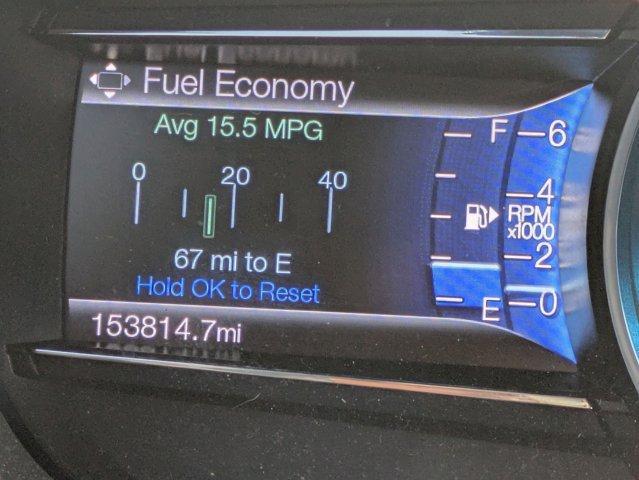 Fuel Economy
Avg 15.5 MPG
0 20 40
67 mi to E
Hold OK to Reset
153814.7mi
F
E
6
4
RPM
x1000
2
0